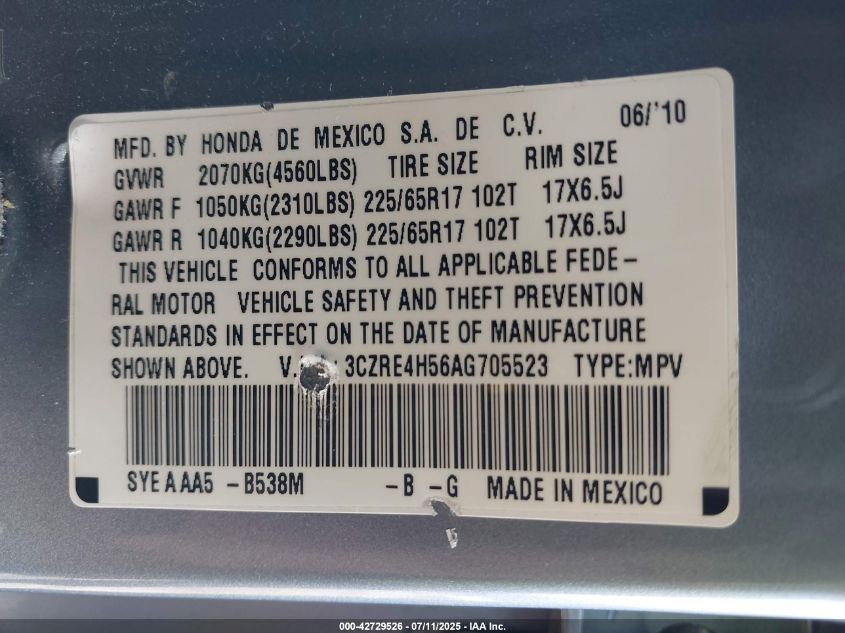 MFD. BY HONDA DE MEXICO S.A. DE C.V. 06/'10
GVWR 2070KG(4560LBS) TIRE SIZE RIM SIZE
GAWR F 1050KG(2310LBS) 225/65R17 102T 17X6.5J
GAWR R 1040KG(2290LBS) 225/65R17 102T 17X6.5J
THIS VEHICLE CONFORMS TO ALL APPLICABLE FEDE-
RAL MOTOR VEHICLE SAFETY AND THEFT PREVENTION
STANDARDS IN EFFECT ON THE DATE OF MANUFACTURE
SHOWN ABOVE. V. : 3CZRE4H56AG705523 TYPE:MPV
SYEAAA5 -B538M -B -G MADE IN MEXICO
000-42729526 - 07/11/2025 - IAA Inc.